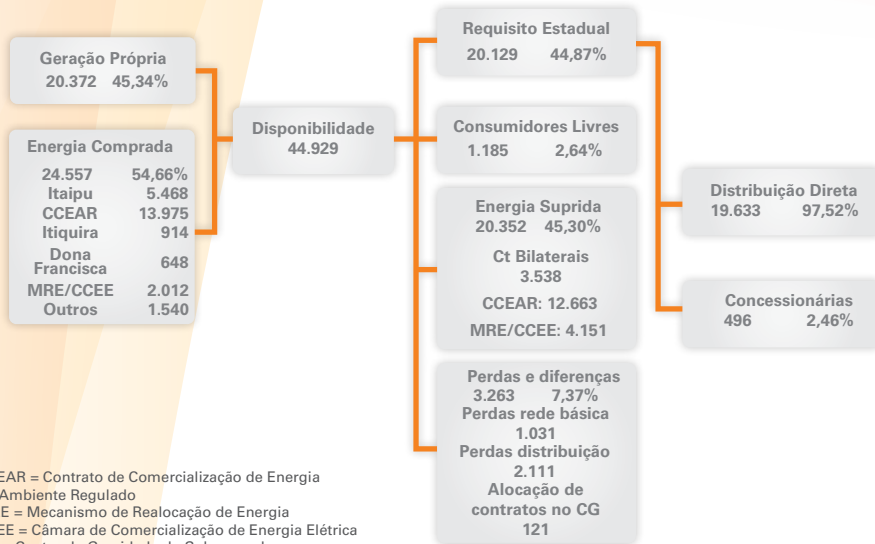 Geração Própria
20.372 45,34%
Energia Comprada
24.557 54,66%
Itaipu 5.468
CCEAR 13.975
Itiquira 914
Dona
Francisca 648
MRE/CCEE 2.012
Outros 1.540
Disponibilidade
44.929
Requisito Estadual
20.129 44,87%
Consumidores Livres
1.185 2,64%
Energia Suprida
20.352 45,30%
Ct Bilaterais
3.538
CCEAR: 12.663
MRE/CCEE: 4.151
Perdas e diferenças
3.263 7,37%
Perdas rede básica
1.031
Perdas distribuição
2.111
Alocação de
contratos no CG
121
Distribuição Direta
19.633 97,52%
Concessionárias
496 2,46%
EAR = Contrato de Comercialização de Energia
Ambiente Regulado
E = Mecanismo de Realocação de Energia
EE = Câmara de Comercialização de Energia Elétrica